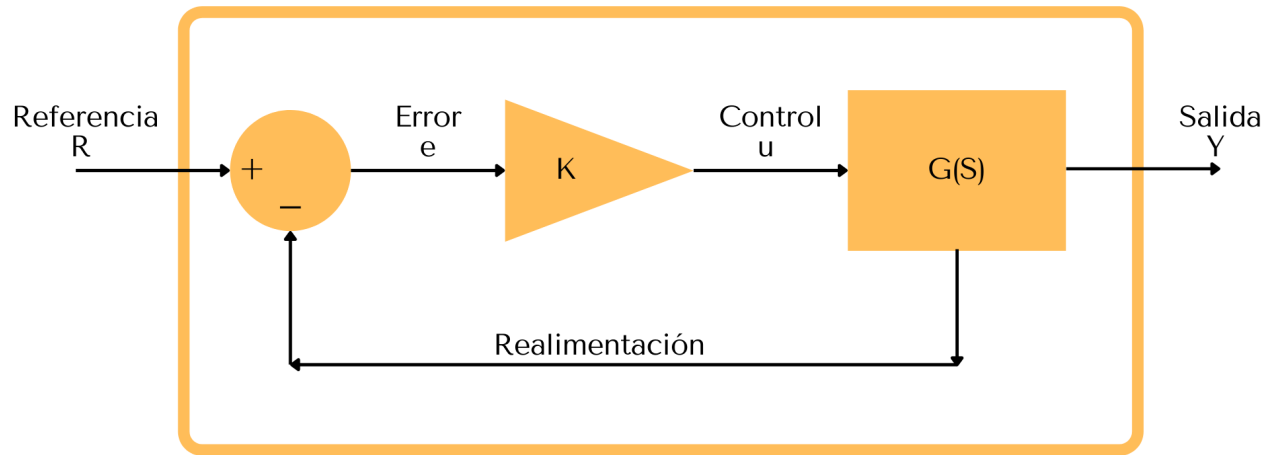 Referencia
R
+
−
Error
e
K
Control
u
G(S)
Salida
Y
Realimentación